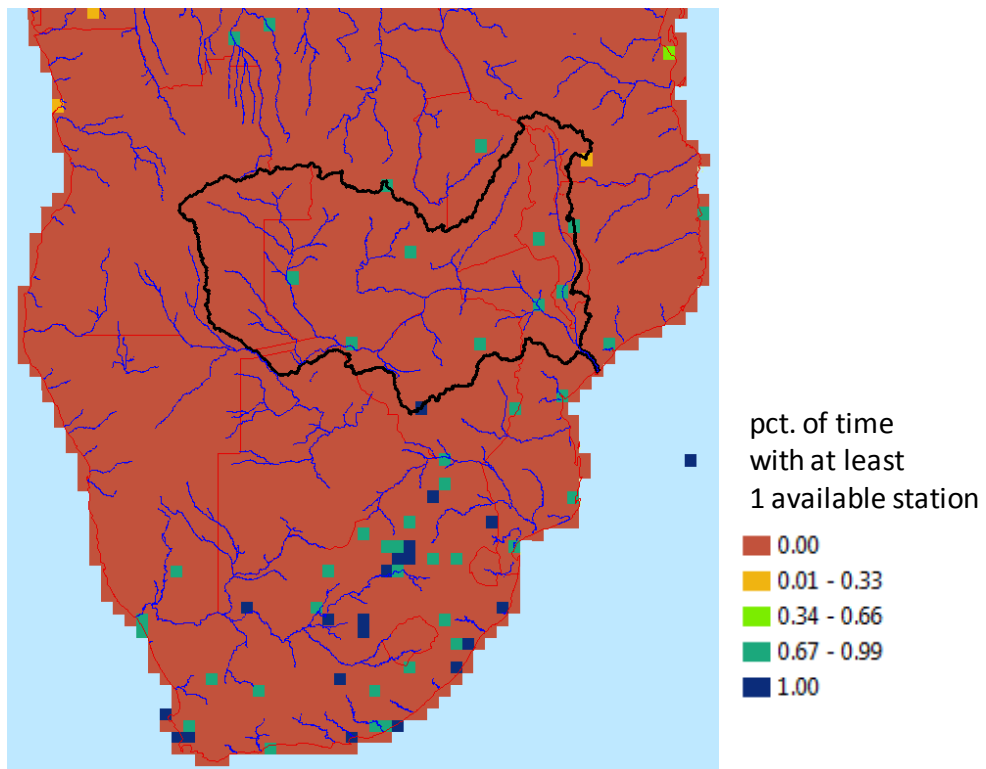 pct. of time
with at least
1 available station
0.00
0.01 - 0.33
0.34 - 0.66
0.67 - 0.99
1.00